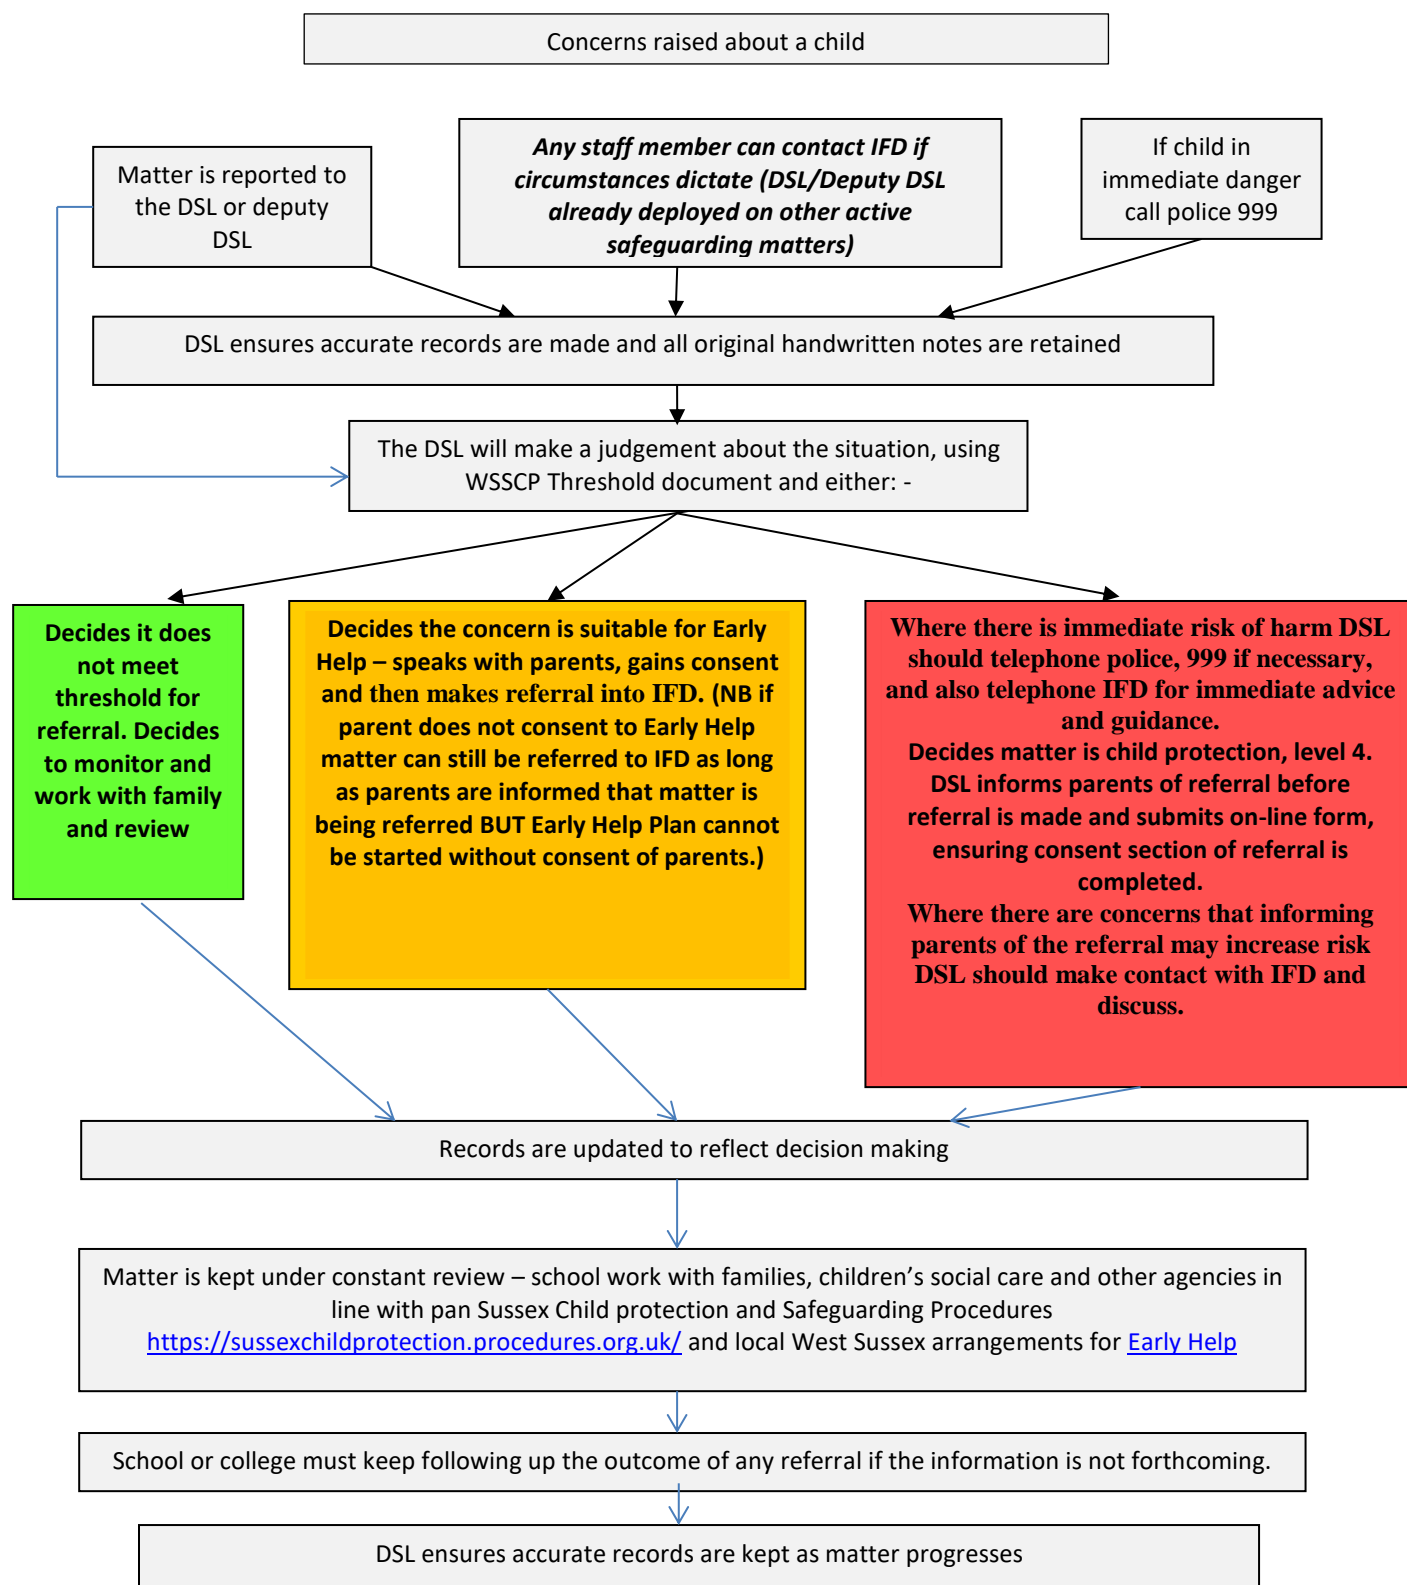 Concerns raised about a child
Matter is reported to
the DSL or deputy
DSL
Any staff member can contact IFD if
circumstances dictate (DSL/Deputy DSL
already deployed on other active
safeguarding matters)
If child in
immediate danger
call police 999
DSL ensures accurate records are made and all original handwritten notes are retained
The DSL will make a judgement about the situation, using
WSSCP Threshold document and either: -
Decides it does
not meet
threshold for
referral. Decides
to monitor and
work with family
and review
Decides the concern is suitable for Early
Help – speaks with parents, gains consent
and then makes referral into IFD. (NB if
parent does not consent to Early Help
matter can still be referred to IFD as long
as parents are informed that matter is
being referred BUT Early Help Plan cannot
be started without consent of parents.)
Where there is immediate risk of harm DSL
should telephone police, 999 if necessary,
and also telephone IFD for immediate advice
and guidance.
Decides matter is child protection, level 4.
DSL informs parents of referral before
referral is made and submits on-line form,
ensuring consent section of referral is
completed.
Where there are concerns that informing
parents of the referral may increase risk
DSL should make contact with IFD and
discuss.
Records are updated to reflect decision making
Matter is kept under constant review – school work with families, children’s social care and other agencies in
line with pan Sussex Child protection and Safeguarding Procedures
https://sussexchildprotection.procedures.org.uk/ and local West Sussex arrangements for Early Help
School or college must keep following up the outcome of any referral if the information is not forthcoming.
DSL ensures accurate records are kept as matter progresses